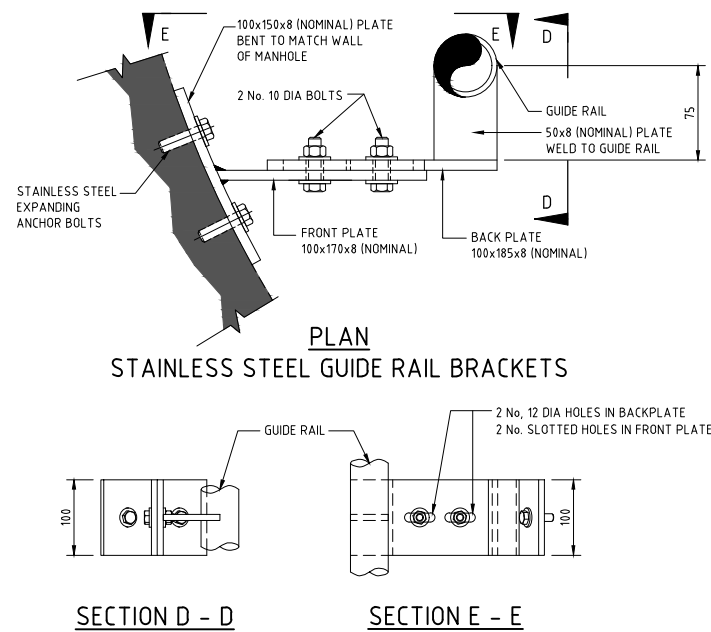 E
100x150x8 (NOMINAL) PLATE
BENT TO MATCH WALL
OF MANHOLE
E
D
2 No. 10 DIA BOLTS
GUIDE RAIL
75
50x8 (NOMINAL) PLATE
WELD TO GUIDE RAIL
STAINLESS STEEL
EXPANDING
ANCHOR BOLTS
D
FRONT PLATE
100x170x8 (NOMINAL)
BACK PLATE
100x185x8 (NOMINAL)
PLAN
STAINLESS STEEL GUIDE RAIL BRACKETS
GUIDE RAIL
2 No, 12 DIA HOLES IN BACKPLATE
2 No. SLOTTED HOLES IN FRONT PLATE
100
100
SECTION D - D
SECTION E - E